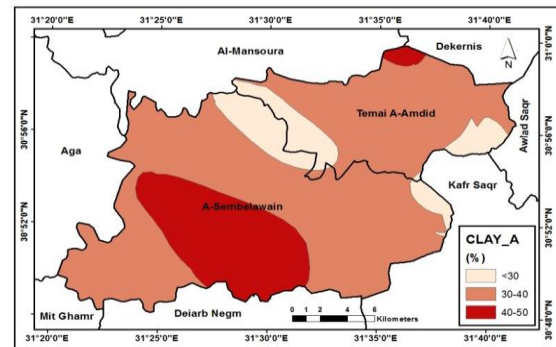 31°20'0"E 31°25'0"E 31°30'0"E 31°35'0"E 31°40'0"E
Al-Mansoura
Dekernis
31°0'0"N
N
Temai A-Amdid
30°56'0"N
30°56'0"N
Awlad Saqr
Aga
Kafr Saqr
A-Sembelawain
30°52'0"N
30°52'0"N
CLAY_A
(%)
<30
30-40
40-50
Mit Ghamr
Deiarb Negm
0 1 2 4 6
Kilometers
30°48'0"N
31°20'0"E 31°25'0"E 31°30'0"E 31°35'0"E 31°40'0"E